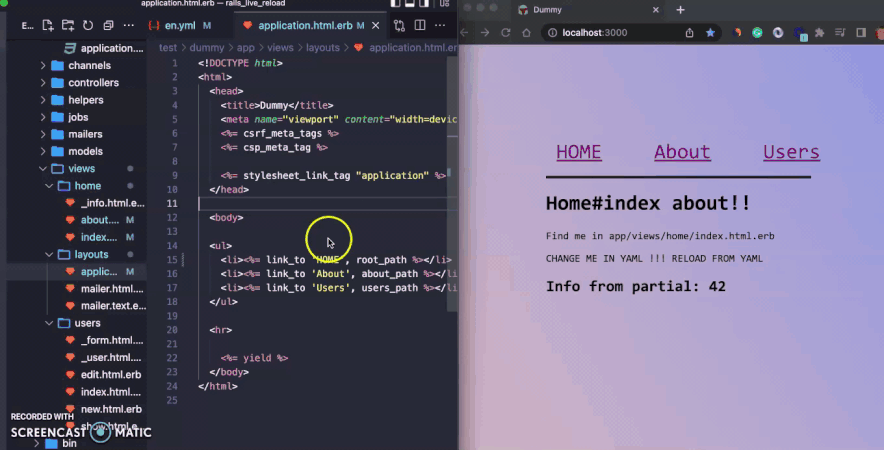 application.html.erb — rails_live_reload
E...
en.yml M
application.html.erb M
test > dummy > app > views > layouts > application.html.er
application....
channels
controllers
helpers
jobs
mailers
models
views
home
_info.html.e...
about.... M
index.... M
layouts
applic... M
mailer.html....
mailer.text.e...
users
_form.html....
_user.html....
edit.html.erb
index.html....
new.html.erb
show.html.e...
bin
1 <!DOCTYPE html>
2 <html>
3 <head>
4 <title>Dummy</title>
5 <meta name="viewport" content="width=devic
6 <%= csrf_meta_tags %>
7 <%= csp_meta_tag %>
8
9 <%= stylesheet_link_tag "application" %>
10 </head>
11
12 <body>
13
14 <ul>
15 <li><%= link_to 'HOME', root_path %></li>
16 <li><%= link_to 'About', about_path %></li
17 <li><%= link_to 'Users', users_path %></li
18 </ul>
19
20 <hr>
21
22 <%= yield %>
23 </body>
24 </html>
25
RECORDED WITH
SCREENCAST MATIC
Dummy
localhost:3000
HOME About Users
Home#index about!!
Find me in app/views/home/index.html.erb
CHANGE ME IN YAML !!! RELOAD FROM YAML
Info from partial: 42